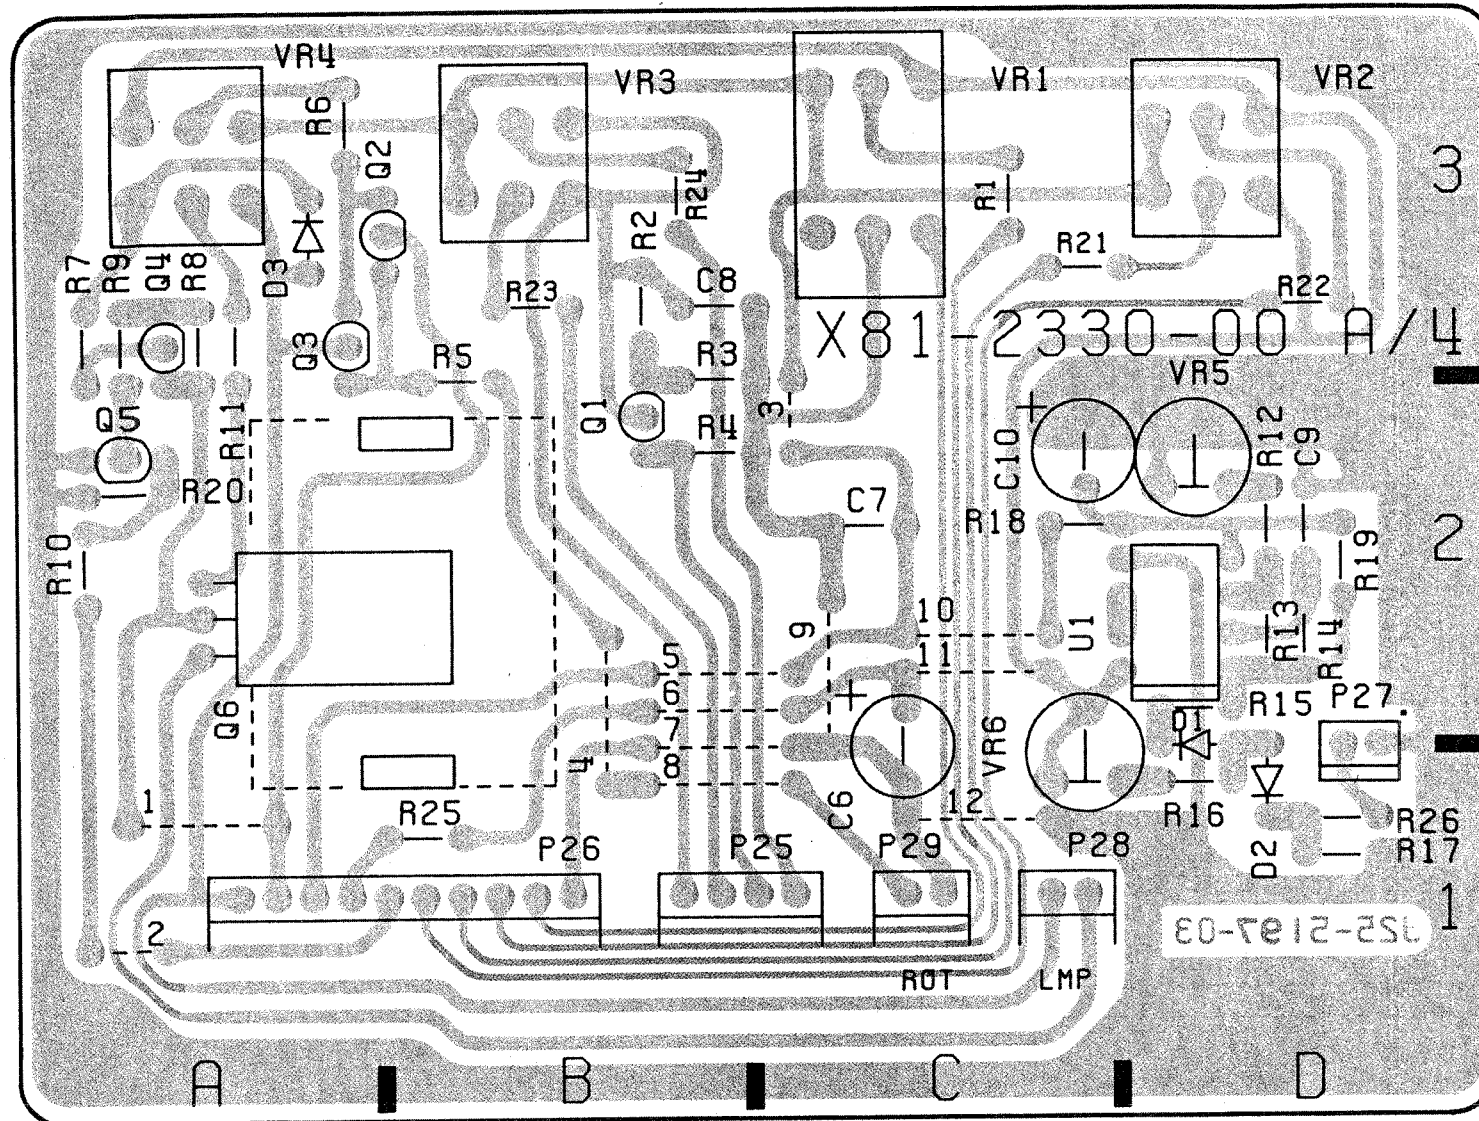 VR4
VR3
VR1
VR2
R6
Q2
3
R24
R1
R2
R7
R9
Q4
R8
D3
R23
C8
R21
R22
Q3
R5
R3
X81-2330-00 A/4
VR5
Q5
R11
Q1
R4
3
C10
+
R12
C9
R20
C7
R18
2
R10
R19
9
10
U1
R13
R14
5
11
6
+
Q6
7
VR6
D1
R15
P27.
4
8
1
R25
C6
12
R16
R26
P26
P25
P29
P28
D2
R17
2
1
J25-5197-03
ROT
LMP
A
B
C
D